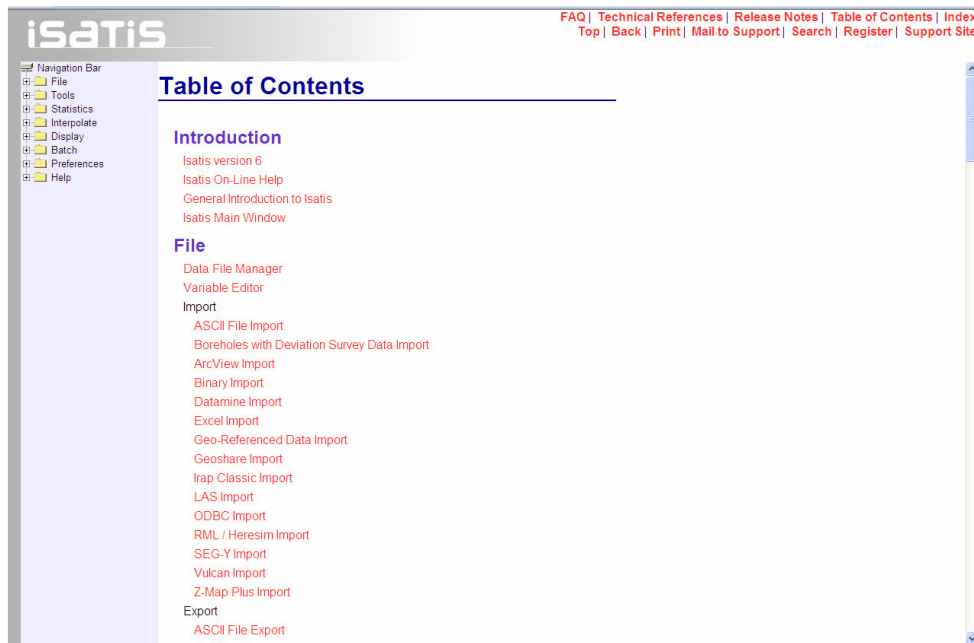 isatis
FAQ | Technical References | Release Notes | Table of Contents | Index
Top | Back | Print | Mail to Support | Search | Register | Support Site
Navigation Bar
File
Tools
Statistics
Interpolate
Display
Batch
Preferences
Help
Table of Contents
Introduction
Isatis version 6
Isatis On-Line Help
General Introduction to Isatis
Isatis Main Window
File
Data File Manager
Variable Editor
Import
ASCII File Import
Boreholes with Deviation Survey Data Import
ArcView Import
Binary Import
Datamine Import
Excel Import
Geo-Referenced Data Import
Geoshare Import
Irap Classic Import
LAS Import
ODBC Import
RML / Heresim Import
SEG-Y Import
Vulcan Import
Z-Map Plus Import
Export
ASCII File Export